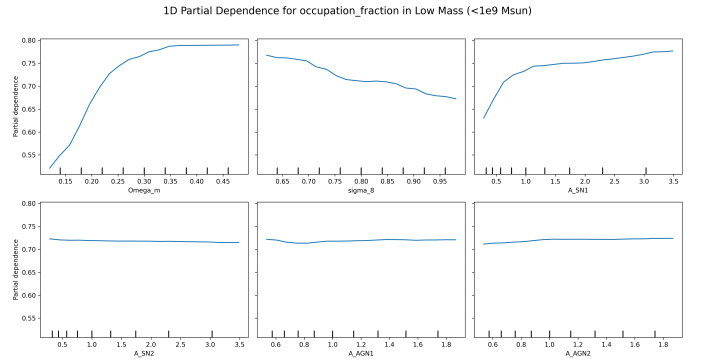 1D Partial Dependence for occupation_fraction in Low Mass (<1e9 Msun)
Partial dependence
0.80
0.75
0.70
0.65
0.60
0.55
0.15 0.20 0.25 0.30 0.35 0.40 0.45
Omega_m
0.65 0.70 0.75 0.80 0.85 0.90 0.95
sigma_8
0.5 1.0 1.5 2.0 2.5 3.0 3.5
A_SN1
Partial dependence
0.80
0.75
0.70
0.65
0.60
0.55
0.5 1.0 1.5 2.0 2.5 3.0 3.5
A_SN2
0.6 0.8 1.0 1.2 1.4 1.6 1.8
A_AGN1
0.6 0.8 1.0 1.2 1.4 1.6 1.8
A_AGN2